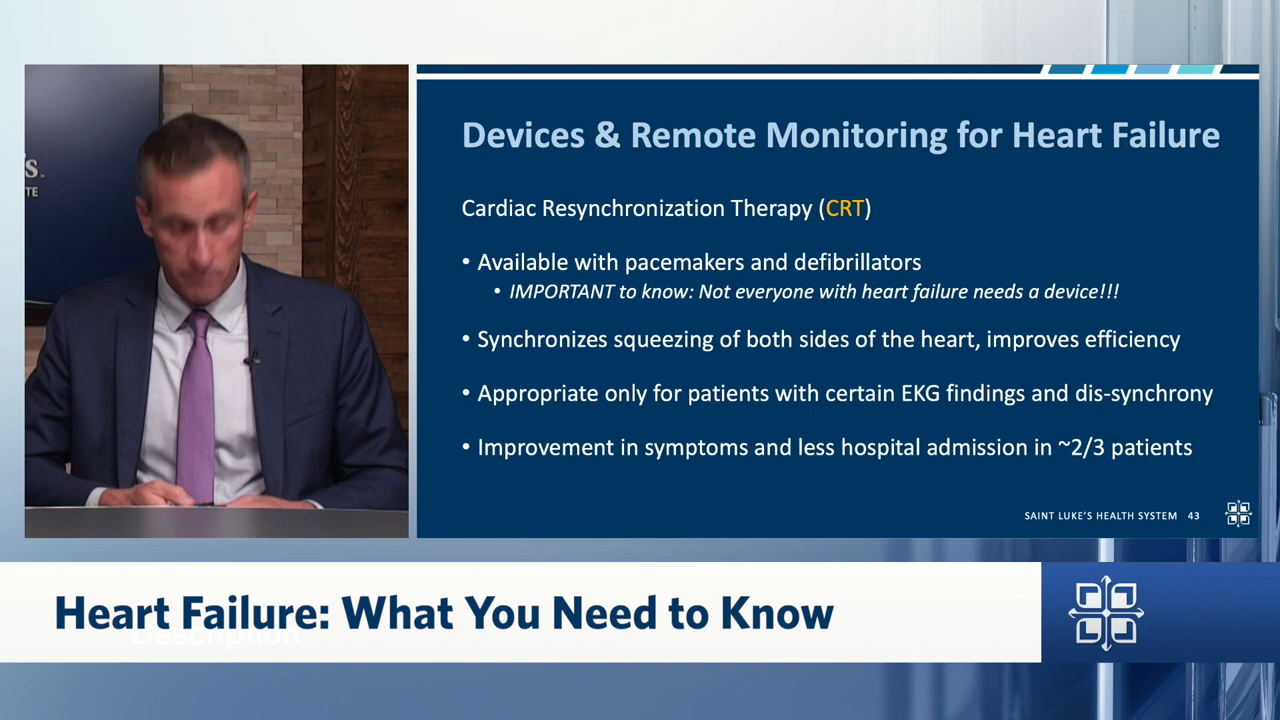 's
TE
Devices & Remote Monitoring for Heart Failure
Cardiac Resynchronization Therapy (CRT)
• Available with pacemakers and defibrillators
• IMPORTANT to know: Not everyone with heart failure needs a device!!!
• Synchronizes squeezing of both sides of the heart, improves efficiency
• Appropriate only for patients with certain EKG findings and dis-synchrony
• Improvement in symptoms and less hospital admission in ~2/3 patients
SAINT LUKE'S HEALTH SYSTEM 43
Heart Failure: What You Need to Know
Description